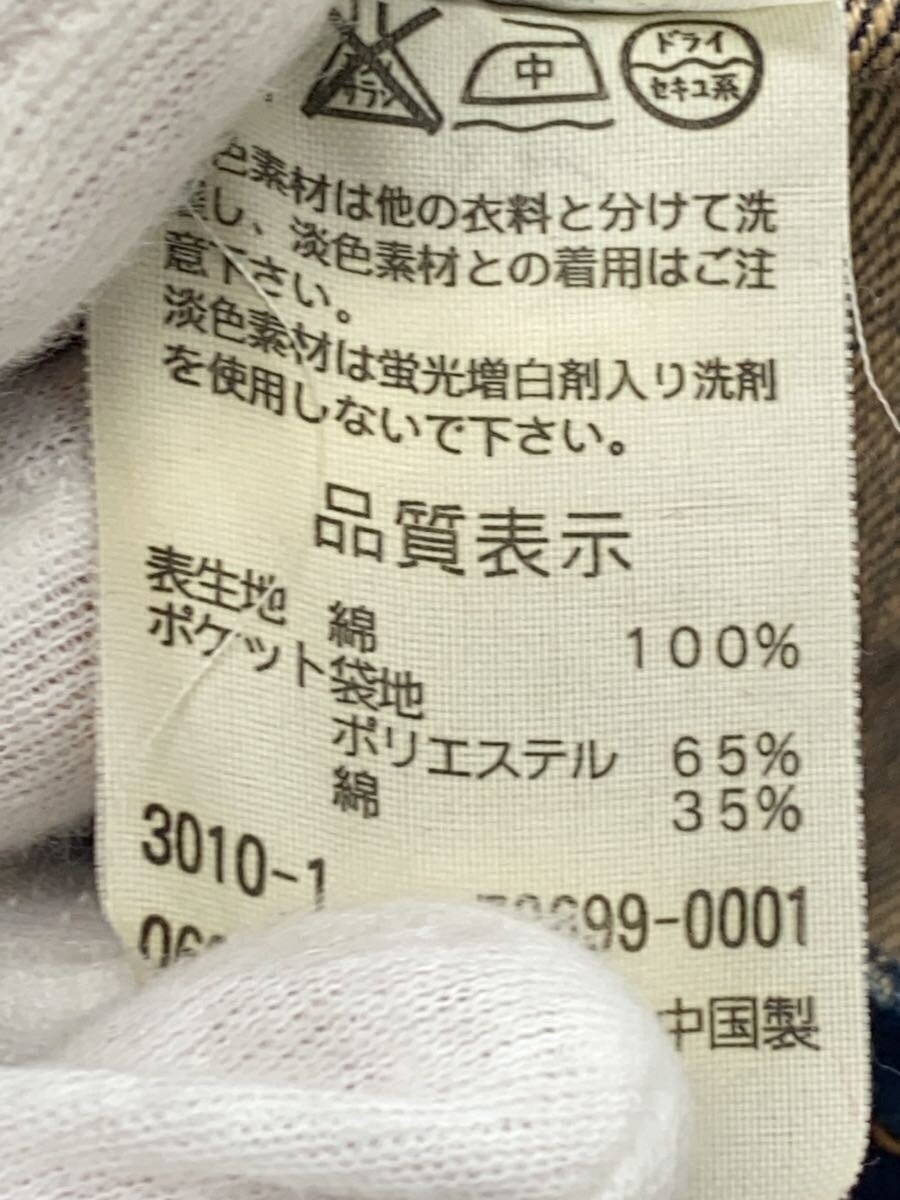 サラシ
中
ドライ
セキユ系
色素材は他の衣料と分けて洗
し、淡色素材との着用はご注
意下さい。
淡色素材は蛍光増白剤入り洗剤
を使用しないで下さい。
品質表示
表生地 綿 100%
ポケット袋地
ポリエステル 65%
綿 35%
3010-1
699-0001
中国製